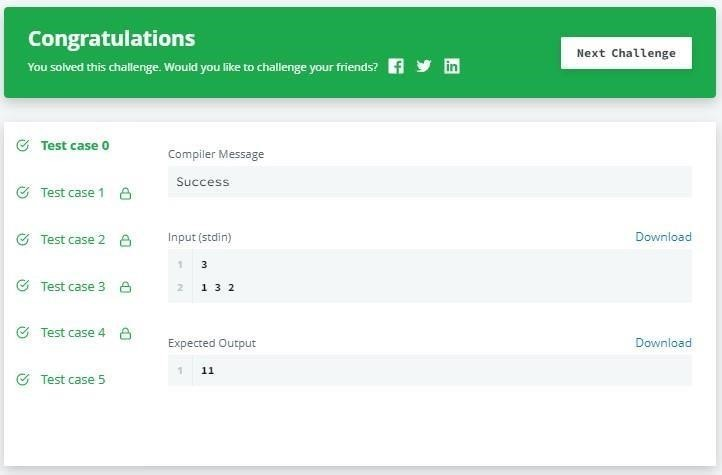 Congratulations
You solved this challenge. Would you like to challenge your friends?
Next Challenge
Test case 0
Test case 1
Test case 2
Test case 3
Test case 4
Test case 5
Compiler Message
Success
Input (stdin)
Download
1 3
2 1 3 2
Expected Output
Download
1 11